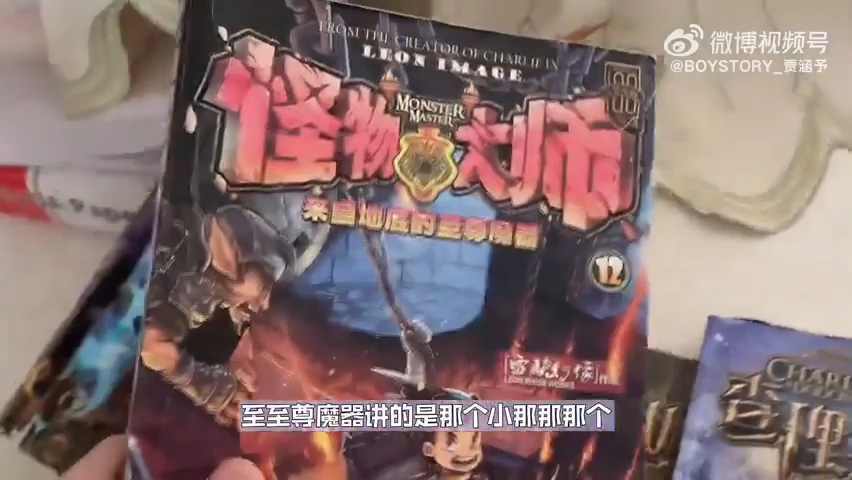 微博视频号
@BOYSTORY_贾涵予
FROM THE CREATOR OF CHARLIE IX
LEON IMAGE
怪物大师
MONSTER
MASTER
来自地底的至尊魔器
12
雷欧幻像
LEON IMAGE WORKS
CHARL
查理
至至尊魔器讲的是那个小那那那个